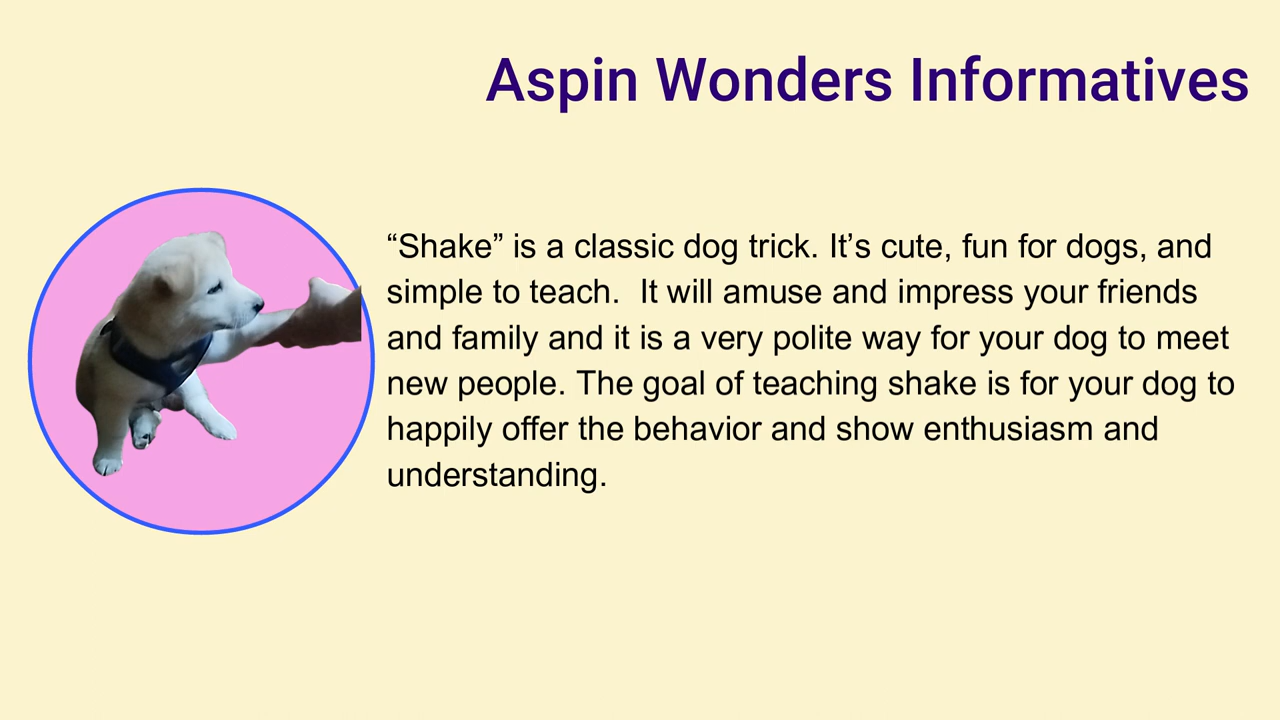 Aspin Wonders Informatives
“Shake” is a classic dog trick. It’s cute, fun for dogs, and
simple to teach.  It will amuse and impress your friends
and family and it is a very polite way for your dog to meet
new people. The goal of teaching shake is for your dog to
happily offer the behavior and show enthusiasm and
understanding.